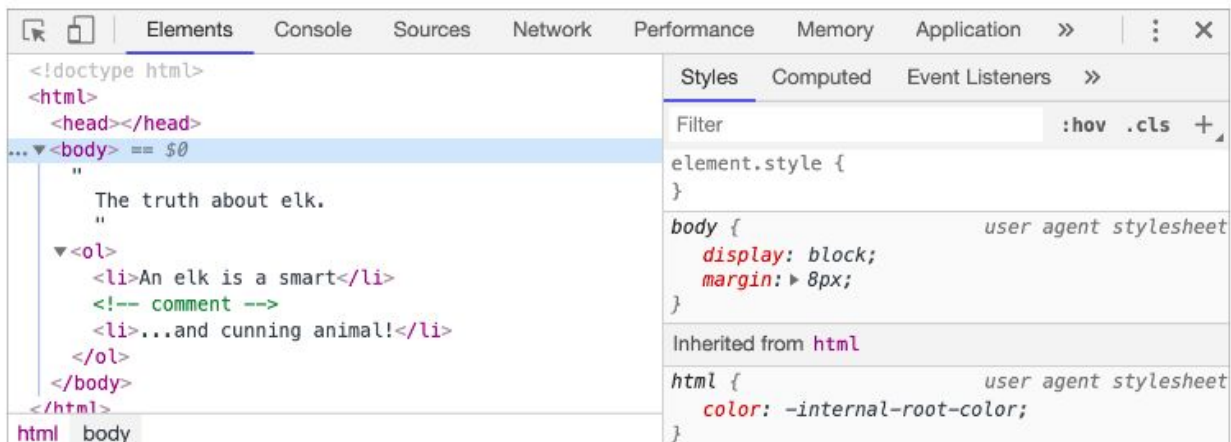 Elements Console Sources Network Performance Memory Application »
<!doctype html>
<html>
<head></head>
... ▼<body> == $0
"
The truth about elk.
"
▼<ol>
<li>An elk is a smart</li>
<!-- comment -->
<li>...and cunning animal!</li>
</ol>
</body>
</html>
html body
Styles Computed Event Listeners »
Filter :hov .cls +
element.style {
}
body { user agent stylesheet
display: block;
margin: ▶ 8px;
}
Inherited from html
html { user agent stylesheet
color: -internal-root-color;
}